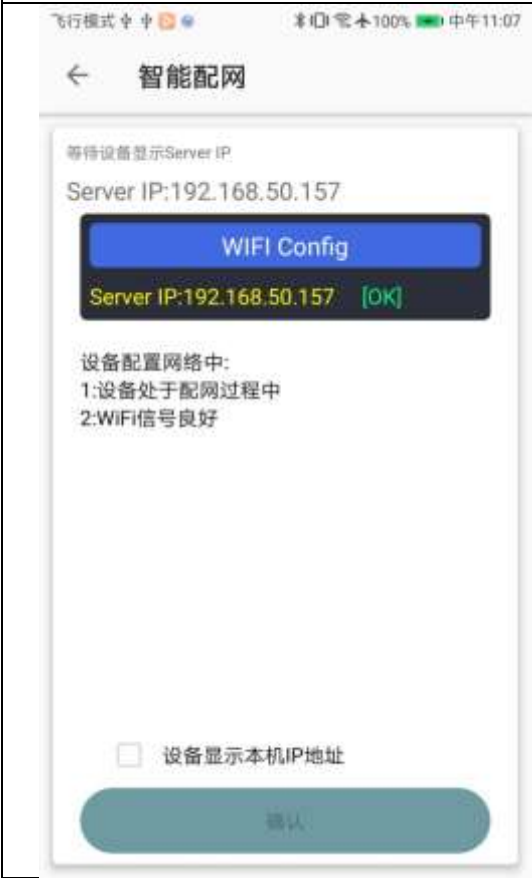 飞行模式 100% 中午11:07
智能配网
等待设备显示Server IP
Server IP:192.168.50.157
WIFI Config
Server IP:192.168.50.157 [OK]
设备配置网络中:
1:设备处于配网过程中
2:WiFi信号良好
设备显示本机IP地址
确认